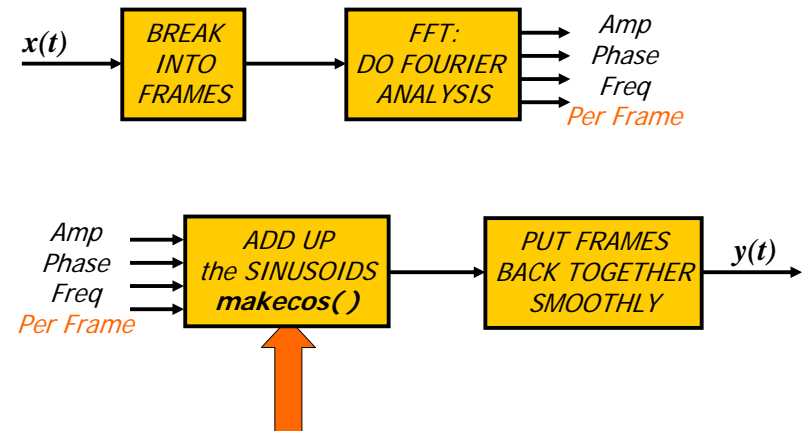 x(t)
BREAK
INTO
FRAMES
FFT:
DO FOURIER
ANALYSIS
Amp
Phase
Freq
Per Frame
Amp
Phase
Freq
Per Frame
ADD UP
the SINUSOIDS
makecos()
PUT FRAMES
BACK TOGETHER
SMOOTHLY
y(t)